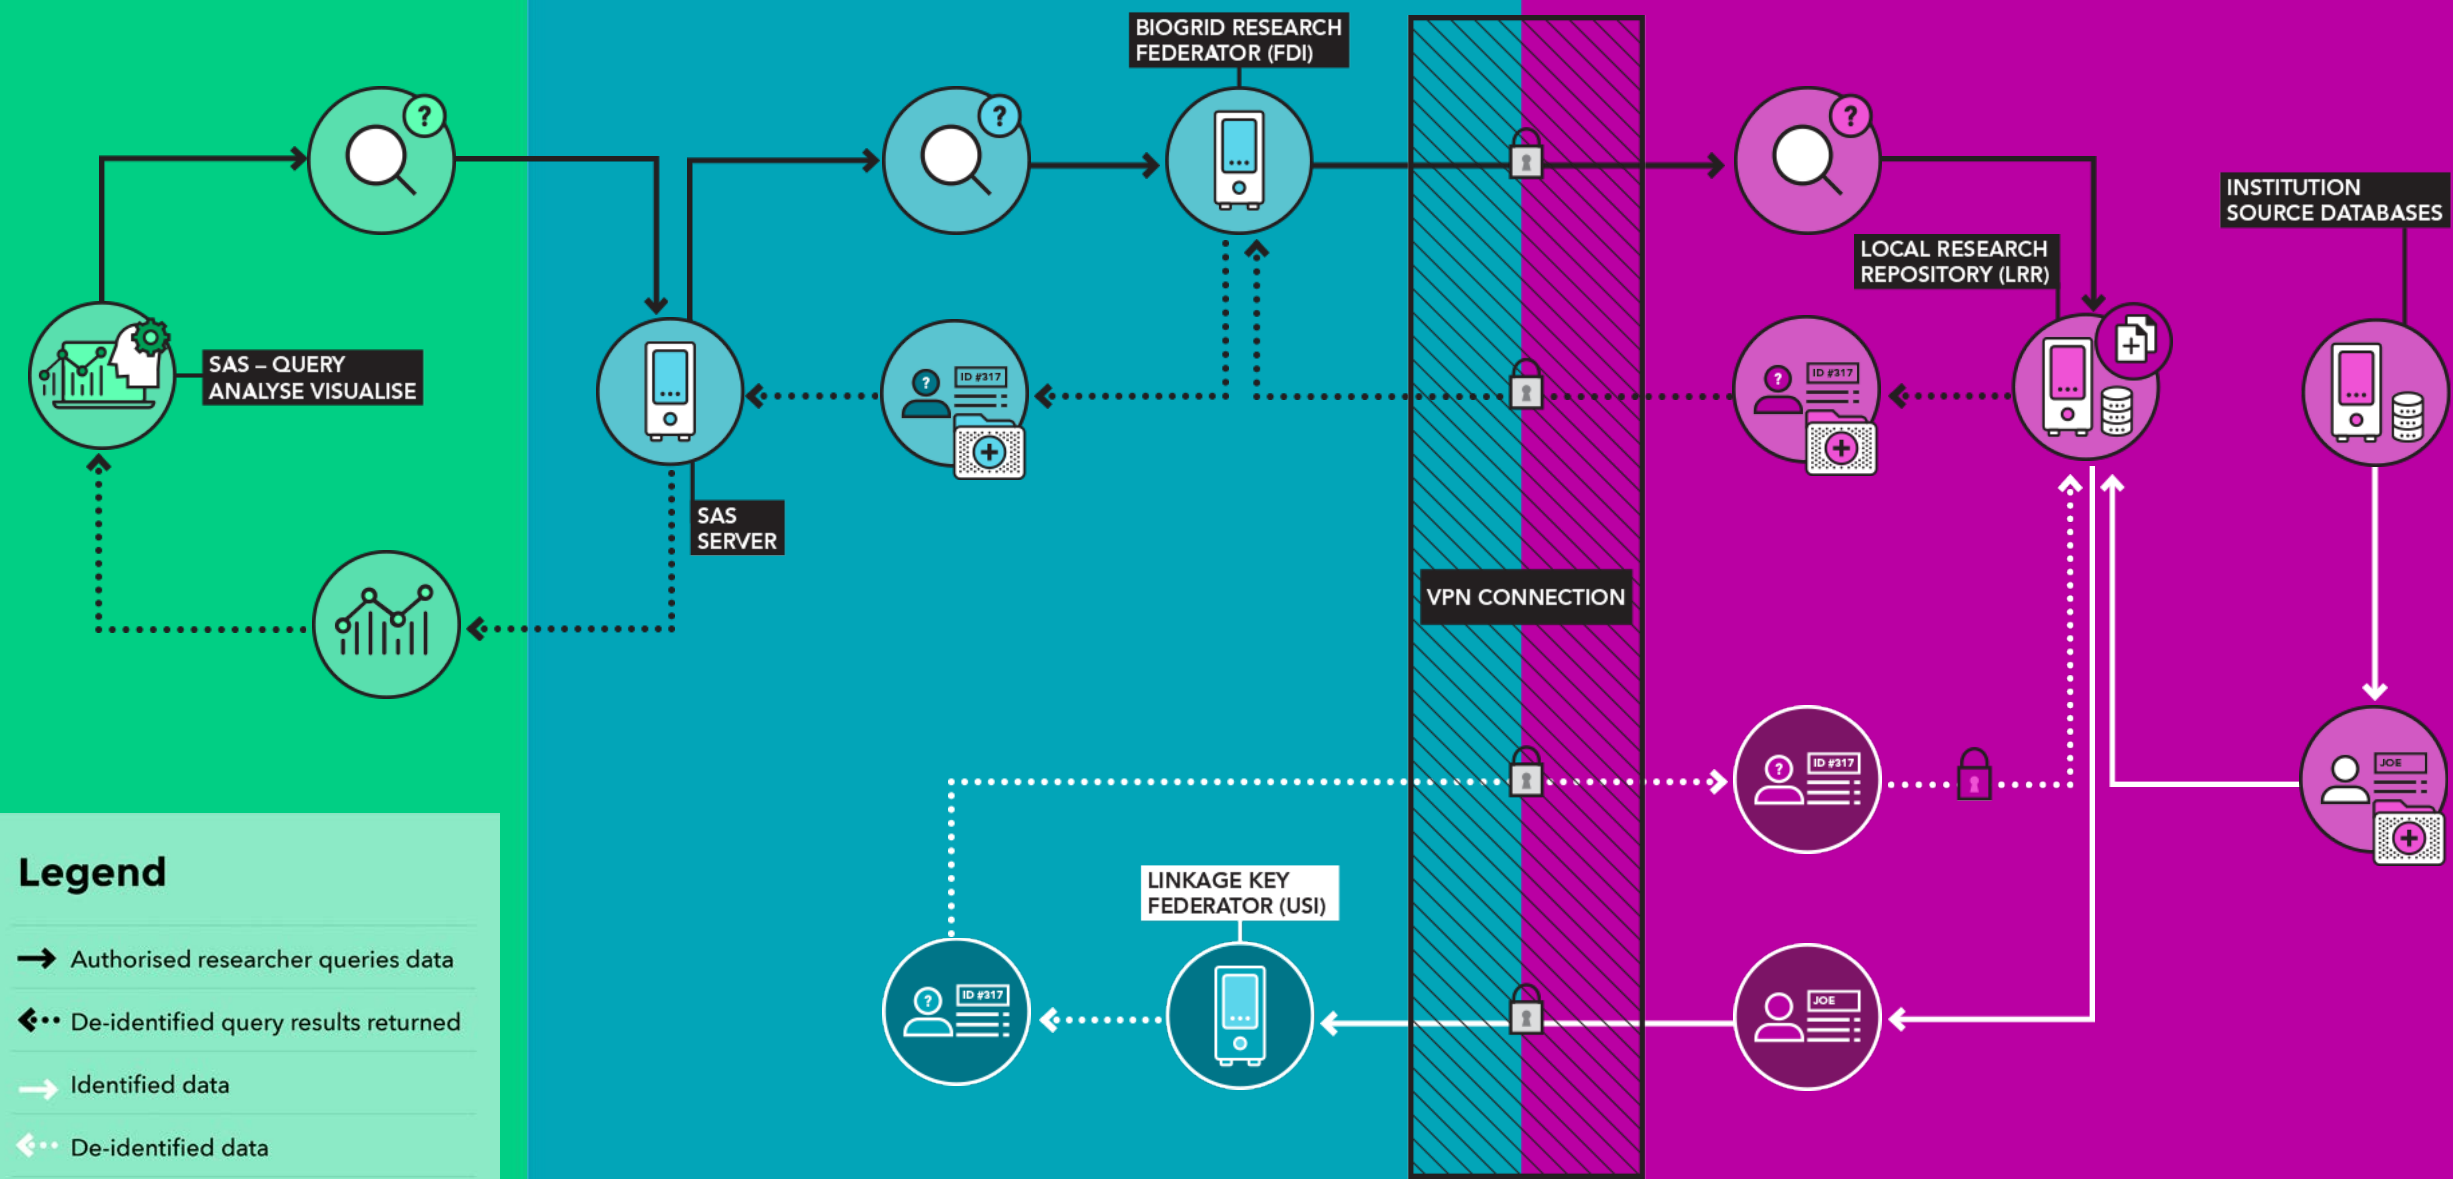 BIOGRID RESEARCH
FEDERATOR (FDI)
?
?
?
INSTITUTION
SOURCE DATABASES
LOCAL RESEARCH
REPOSITORY (LRR)
SAS – QUERY
ANALYSE VISUALISE
?
ID #317
?
ID #317
SAS
SERVER
VPN CONNECTION
?
ID #317
JOE
LINKAGE KEY
FEDERATOR (USI)
?
ID #317
JOE
Legend
Authorised researcher queries data
De-identified query results returned
Identified data
De-identified data